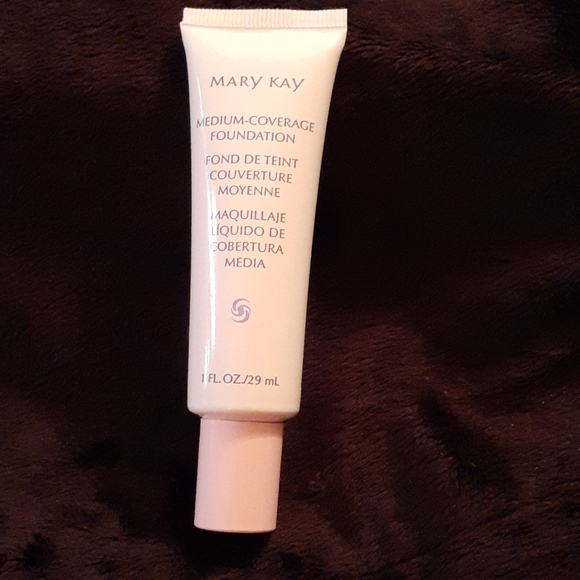 MARY KAY
MEDIUM-COVERAGE
FOUNDATION
FOND DE TEINT
COUVERTURE
MOYENNE
MAQUILLAJE
LÍQUIDO DE
COBERTURA
MEDIA
1 FL. OZ./29 mL